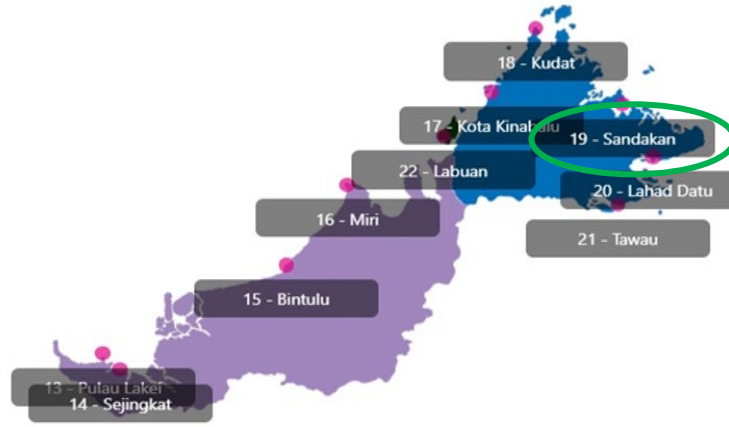 18 - Kudat
17 - Kota Kinabalu
19 - Sandakan
22 - Labuan
20 - Lahad Datu
16 - Miri
21 - Tawau
15 - Bintulu
13 - Pulau Lakei
14 - Sejingkat